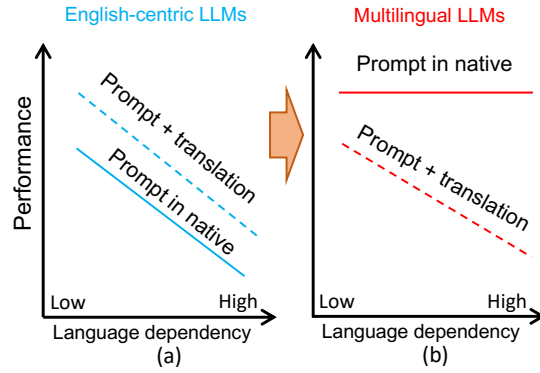 English-centric LLMs
Performance
Prompt + translation
Prompt in native
Low
High
Language dependency
(a)
Multilingual LLMs
Prompt in native
Prompt + translation
Low
High
Language dependency
(b)